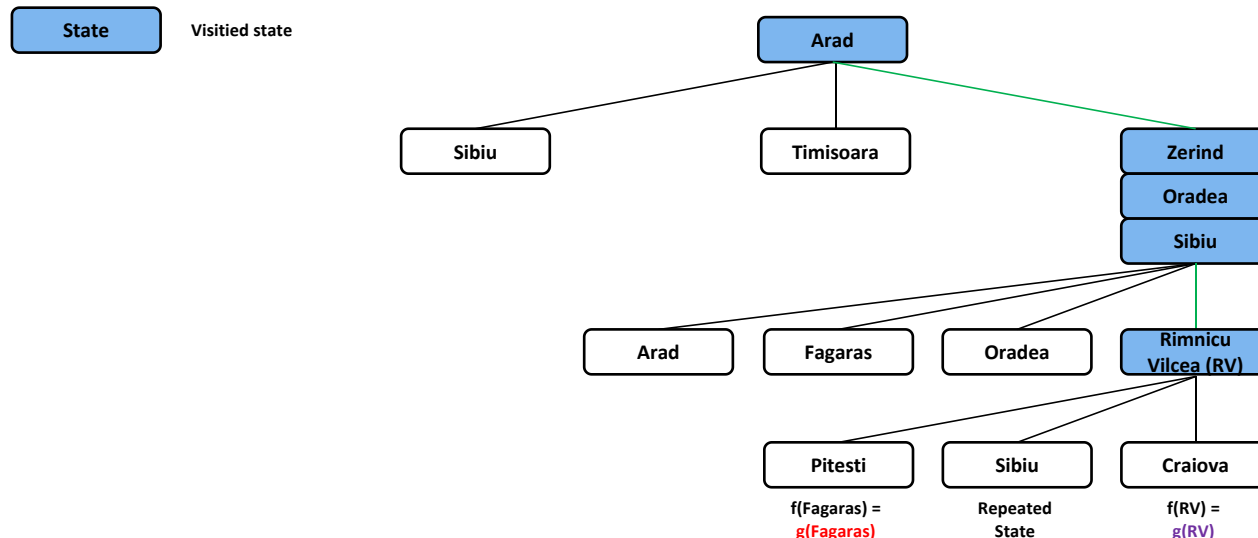 State
Visitied state
Arad
Sibiu
Timisoara
Zerind
Oradea
Sibiu
Arad
Fagaras
Oradea
Rimnicu
Vilcea (RV)
Pitesti
Sibiu
Craiova
f(Fagaras) =
g(Fagaras)
Repeated
State
f(RV) =
g(RV)